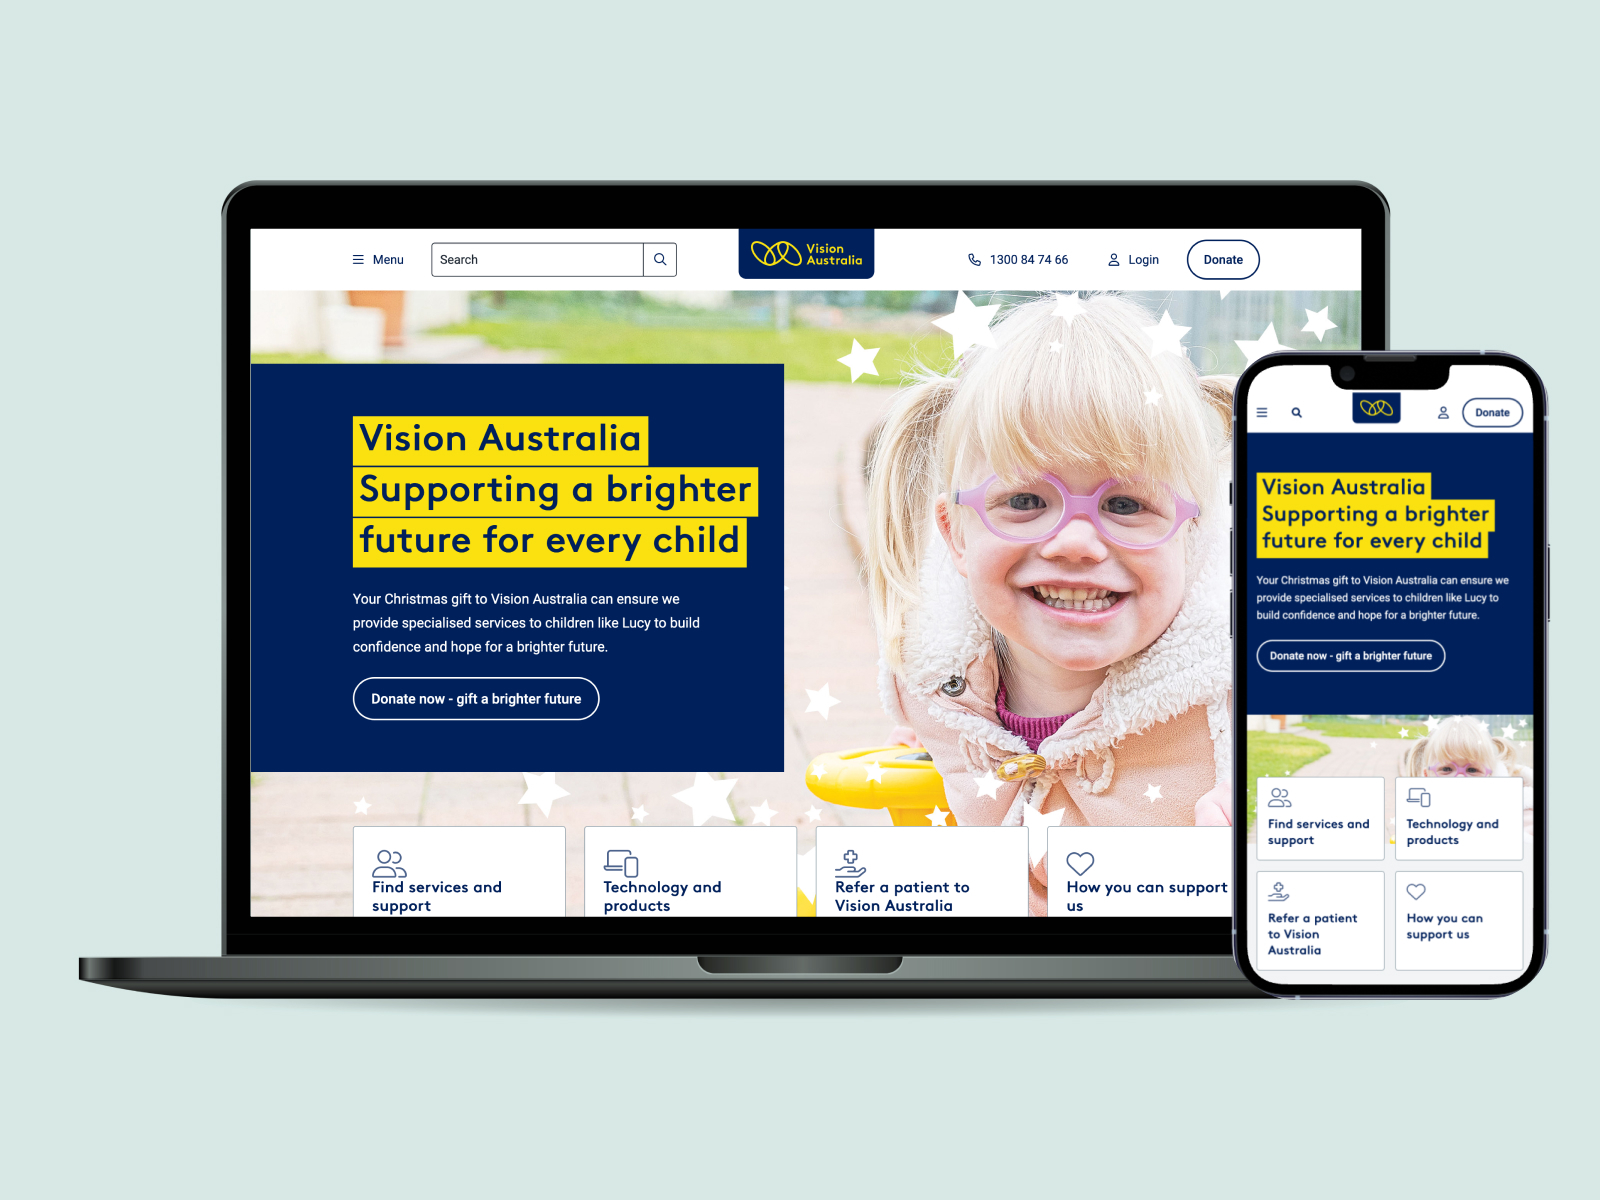 Menu
Search
Vision
Australia
1300 84 74 66
Login
Donate
Vision Australia
Supporting a brighter
future for every child
Your Christmas gift to Vision Australia can ensure we
provide specialised services to children like Lucy to build
confidence and hope for a brighter future.
Donate now - gift a brighter future
Find services and
support
Technology and
products
Refer a patient to
Vision Australia
How you can support
us
Donate
Vision Australia
Supporting a brighter
future for every child
Your Christmas gift to Vision Australia can ensure we
provide specialised services to children like Lucy to
build confidence and hope for a brighter future.
Donate now - gift a brighter future
Find services and
support
Technology and
products
Refer a patient
to Vision
Australia
How you can
support us